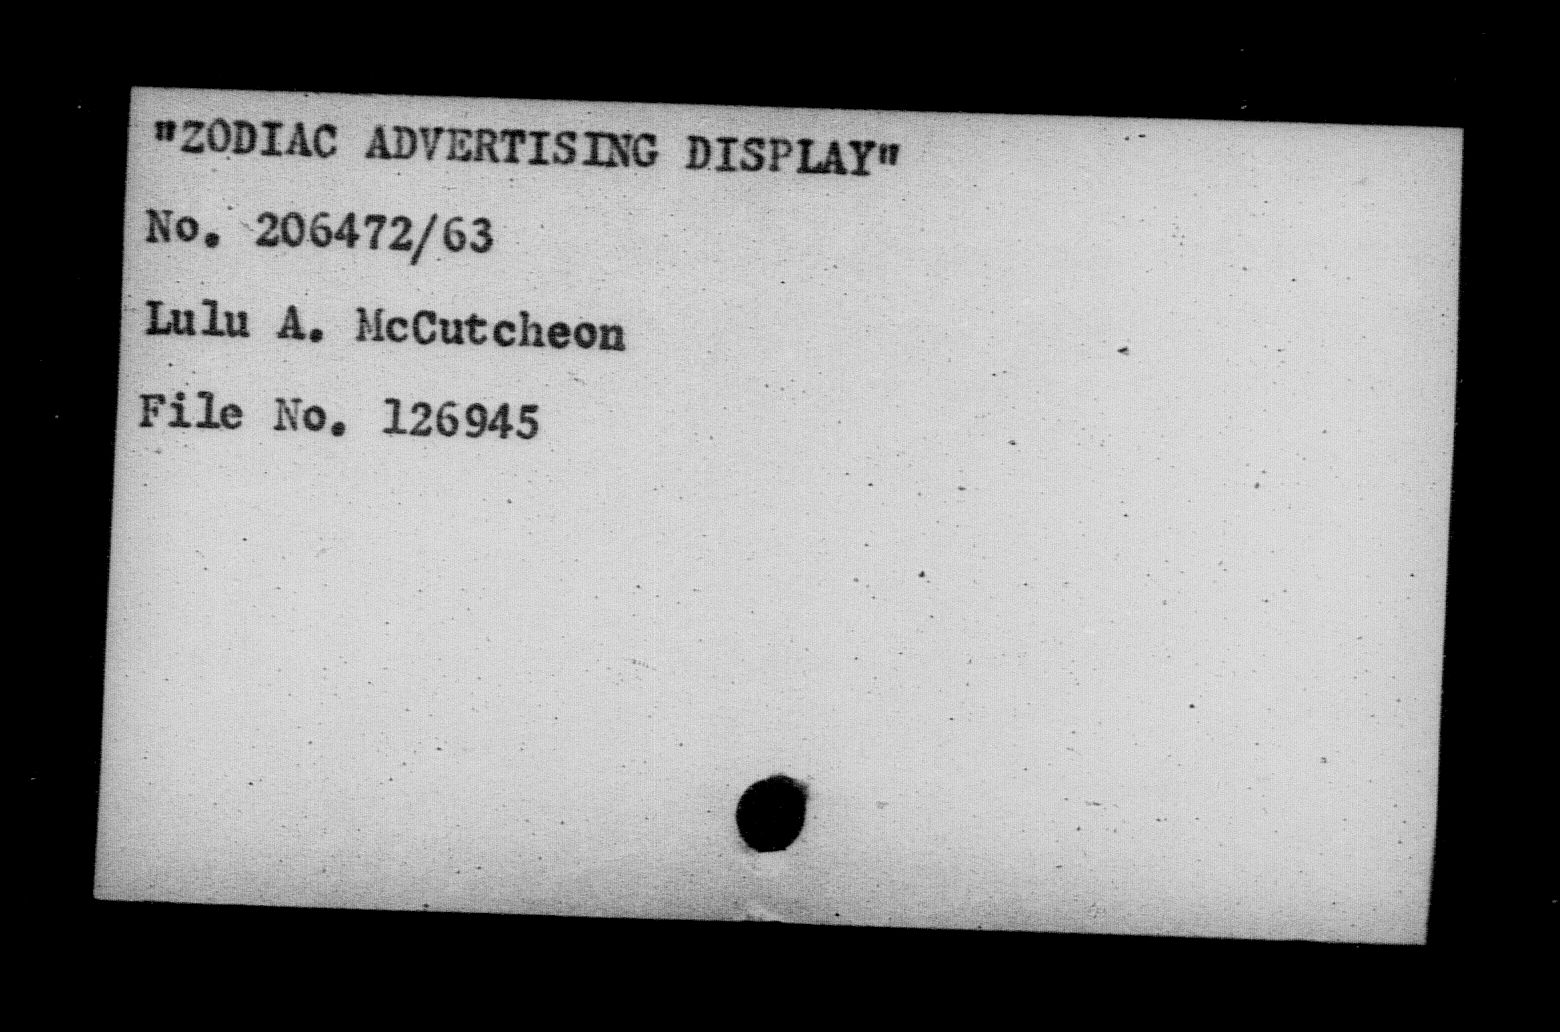 "ZODIAC ADVERTISING DISPLAY"
No. 206472/63
Lulu A. McCutcheon
File No. 126945